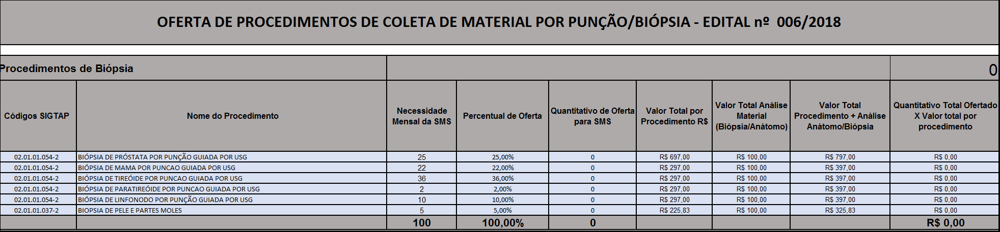 OFERTA DE PROCEDIMENTOS DE COLETA DE MATERIAL POR PUNÇÃO/BIÓPSIA - EDITAL nº 006/2018
Procedimentos de Biópsia 0
Códigos SIGTAP
Nome do Procedimento
Necessidade
Mensal da SMS
Percentual de Oferta
Quantitativo de Oferta
para SMS
Valor Total por
Procedimento R$
Valor Total Análise
Material
(Biópsia/Anátomo)
Valor Total
Procedimento + Análise
Anátomo/Biópsia
Quantitativo Total Ofertado
X Valor total por
procedimento
02.01.01.054-2 BIÓPSIA DE PRÓSTATA POR PUNÇÃO GUIADA POR USG 25 25,00% 0 R$ 697,00 R$ 100,00 R$ 797,00 R$ 0,00
02.01.01.054-2 BIÓPSIA DE MAMA POR PUNCAO GUIADA POR USG 22 22,00% 0 R$ 297,00 R$ 100,00 R$ 397,00 R$ 0,00
02.01.01.054-2 BIÓPSIA DE TIREÓIDE POR PUNCAO GUIADA POR USG 36 36,00% 0 R$ 297,00 R$ 100,00 R$ 397,00 R$ 0,00
02.01.01.054-2 BIÓPSIA DE PARATIREÓIDE POR PUNCAO GUIADA POR USG 2 2,00% 0 R$ 297,00 R$ 100,00 R$ 397,00 R$ 0,00
02.01.01.054-2 BIÓPSIA DE LINFONODO POR PUNÇÃO GUIADA POR USG 10 10,00% 0 R$ 297,00 R$ 100,00 R$ 397,00 R$ 0,00
02.01.01.037-2 BIOPSIA DE PELE E PARTES MOLES 5 5,00% 0 R$ 225,83 R$ 100,00 R$ 325,83 R$ 0,00
100 100,00% 0 R$ 0,00